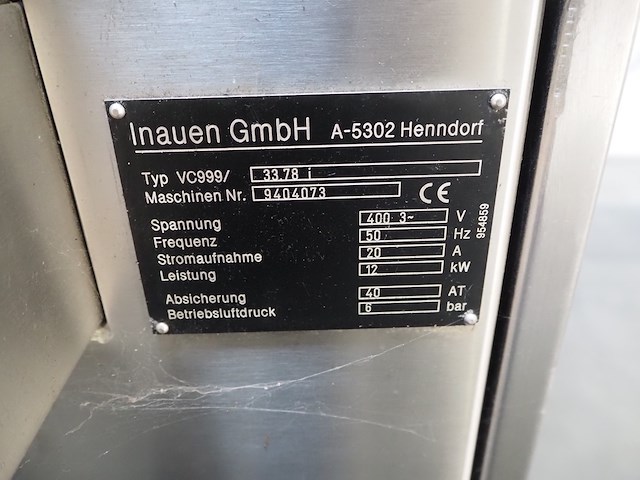 Inauen GmbH A-5302 Henndorf
Typ VC999/ 33.78 i
Maschinen Nr. 9404073 CE
Spannung 400 3~ V
Frequenz 50 Hz
Stromaufnahme 20 A
Leistung 12 kW
Absicherung 40 AT
Betriebsluftdruck 6 bar
954859